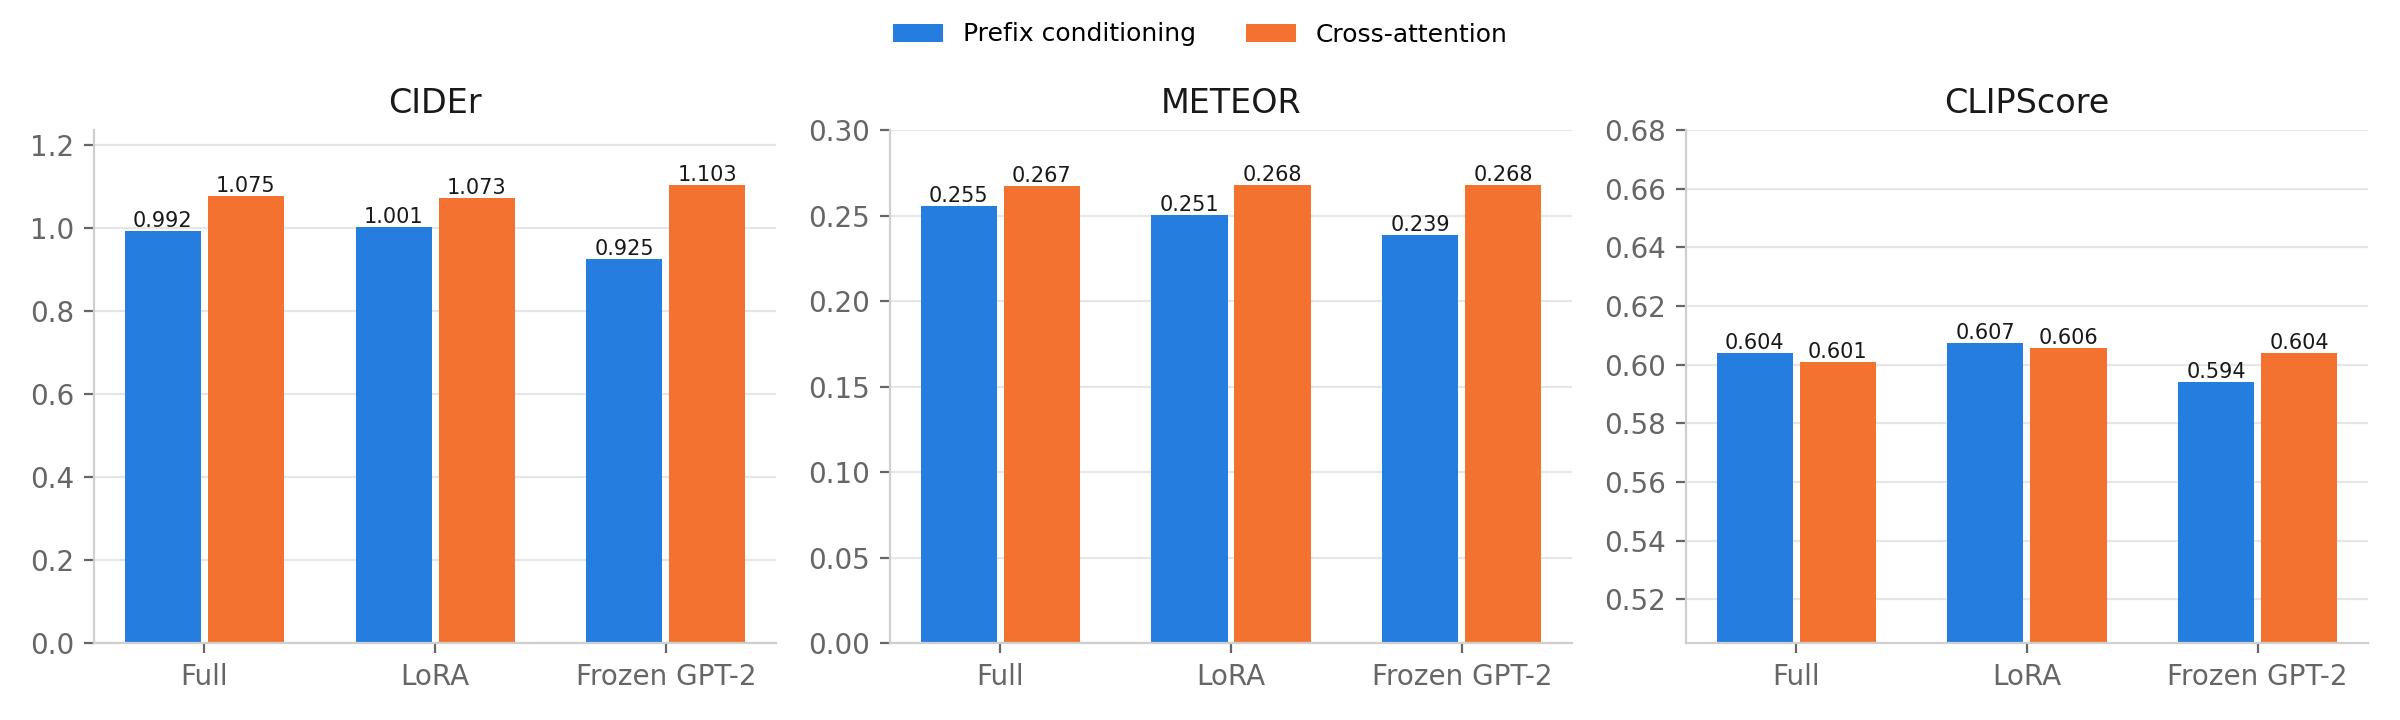 Prefix conditioning Cross-attention
CIDEr
1.2
1.0
0.8
0.6
0.4
0.2
0.0
0.992 1.075 1.001 1.073 0.925 1.103
Full LoRA Frozen GPT-2
METEOR
0.30
0.25
0.20
0.15
0.10
0.05
0.00
0.255 0.267 0.251 0.268 0.239 0.268
Full LoRA Frozen GPT-2
CLIPScore
0.68
0.66
0.64
0.62
0.60
0.58
0.56
0.54
0.52
0.604 0.601 0.607 0.606 0.594 0.604
Full LoRA Frozen GPT-2